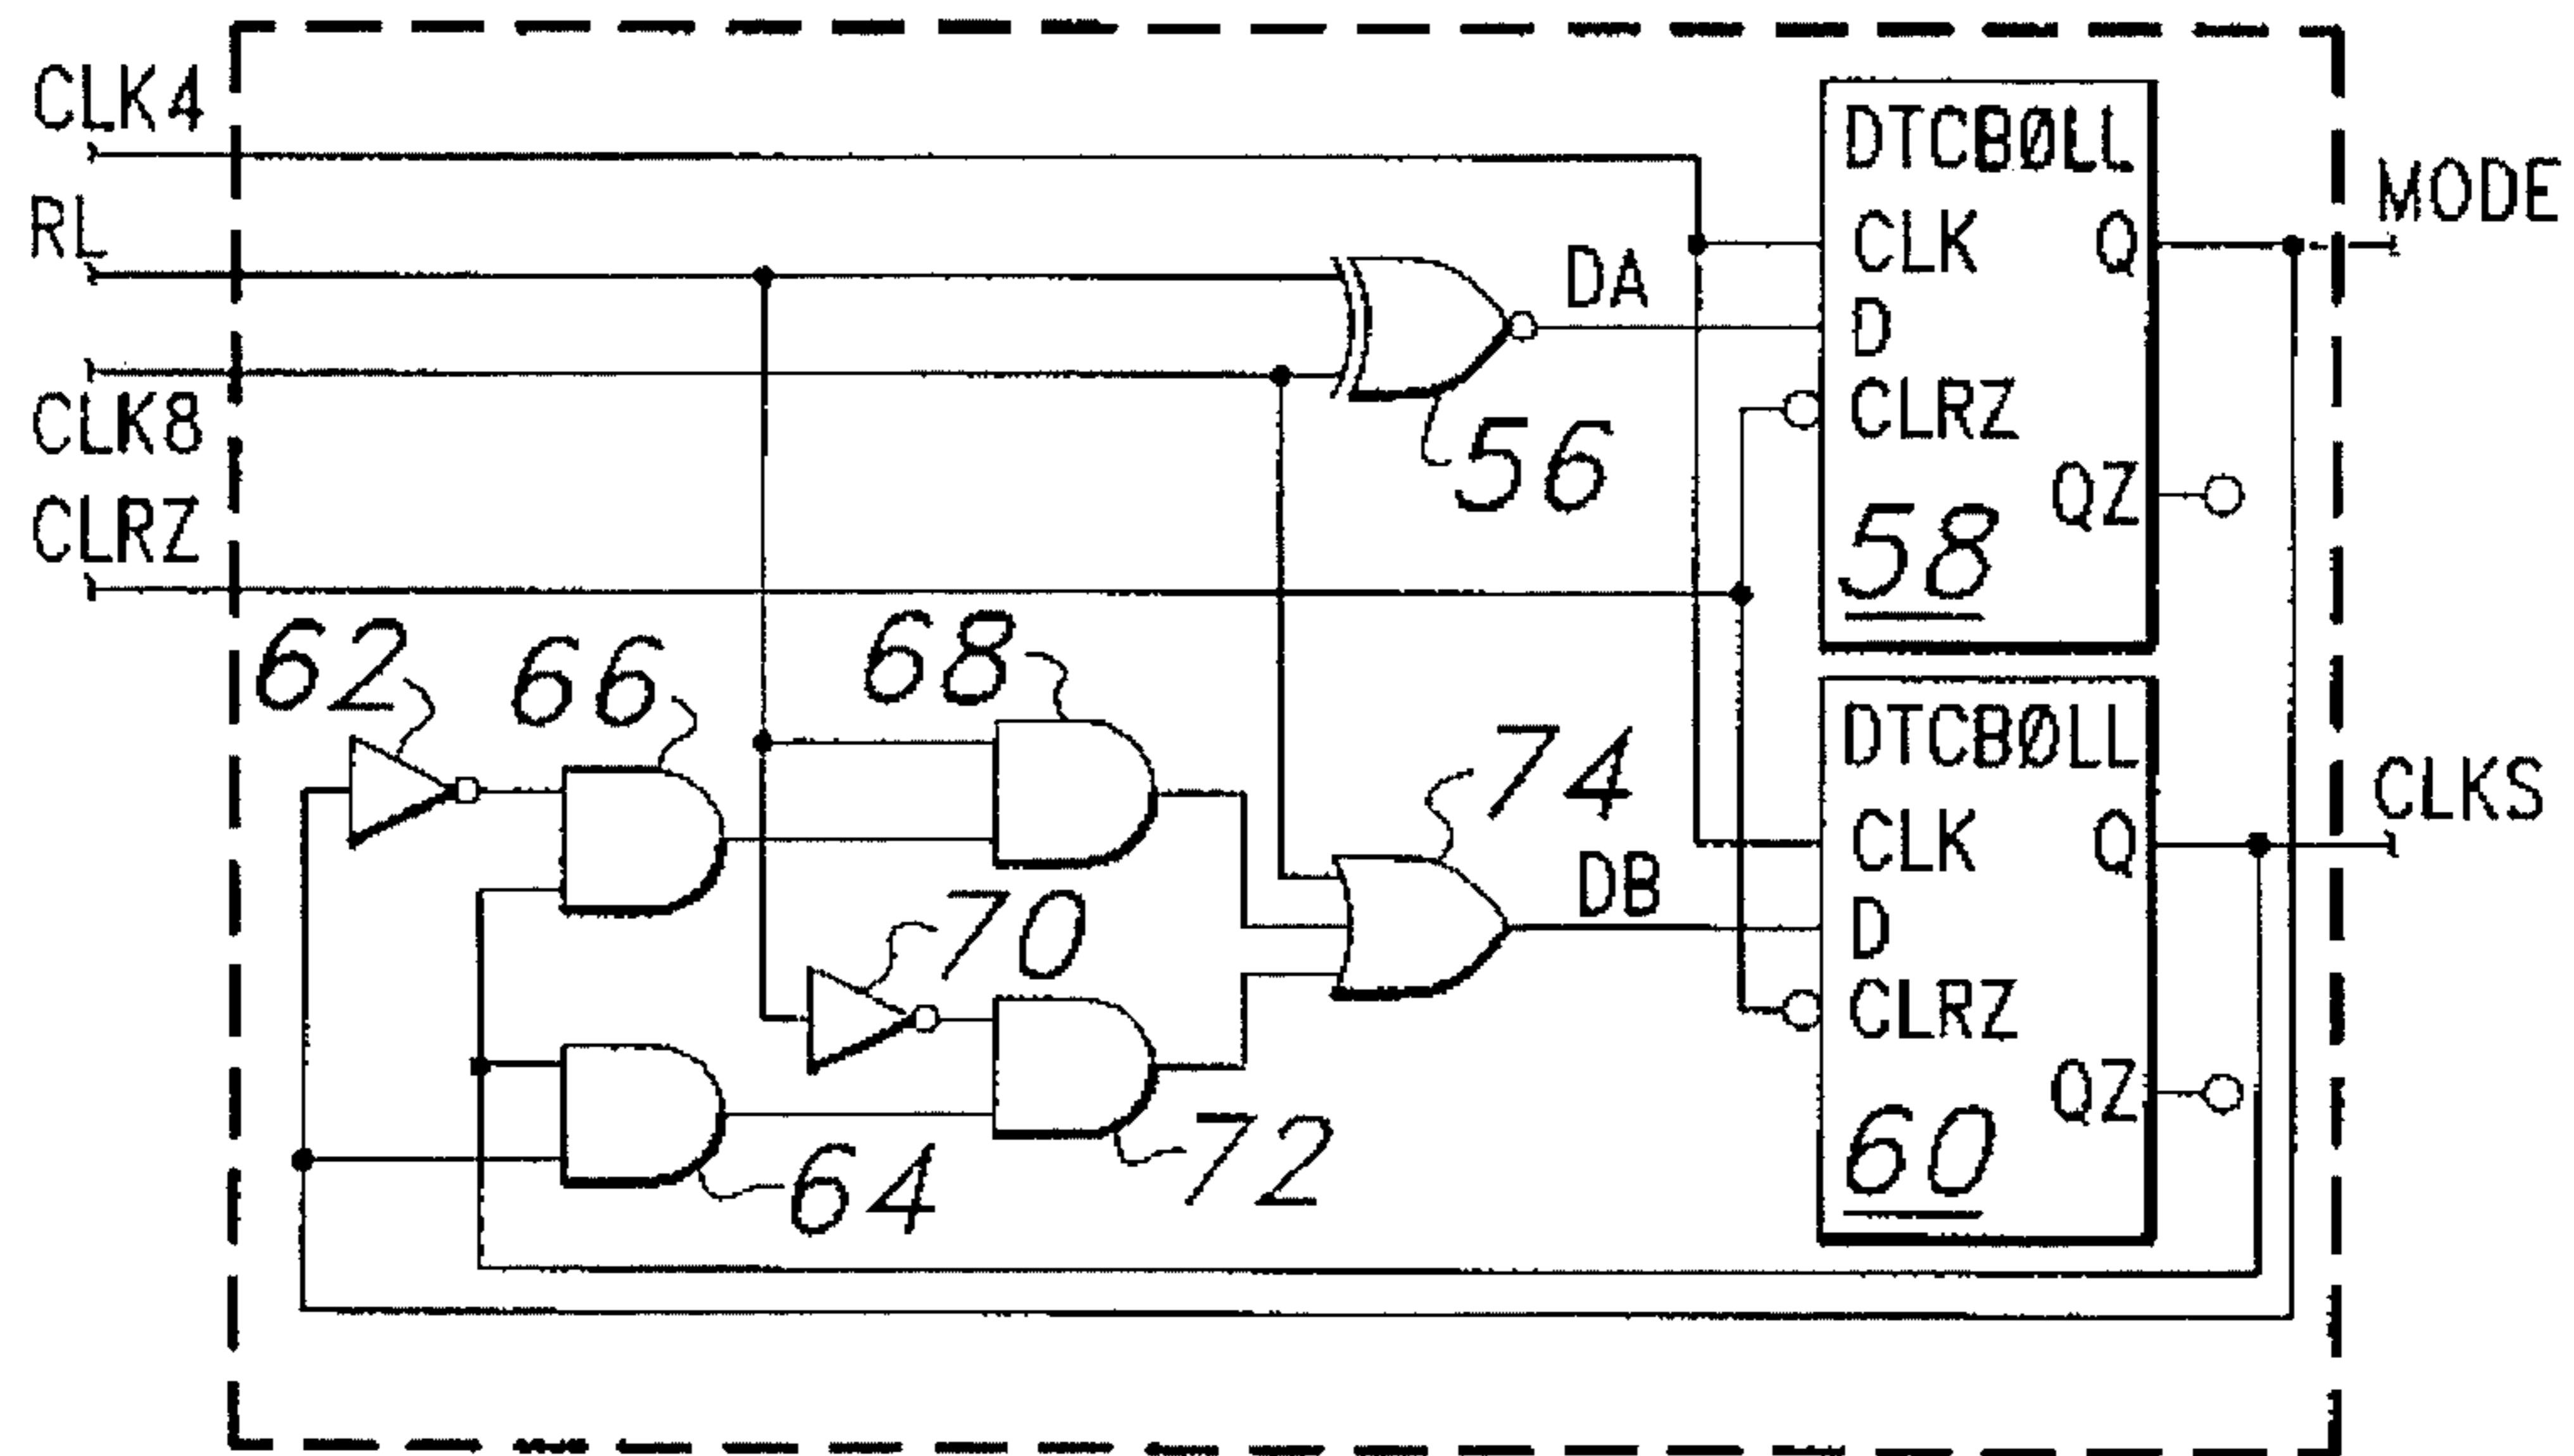 CLK4
RL
CLK8
CLRZ
DA
56
DTCBØLL
CLK
D
CLRZ
Q
QZ
58
MODE
62
66
68
70
64
72
74
DB
DTCBØLL
CLK
D
CLRZ
Q
QZ
60
CLKS